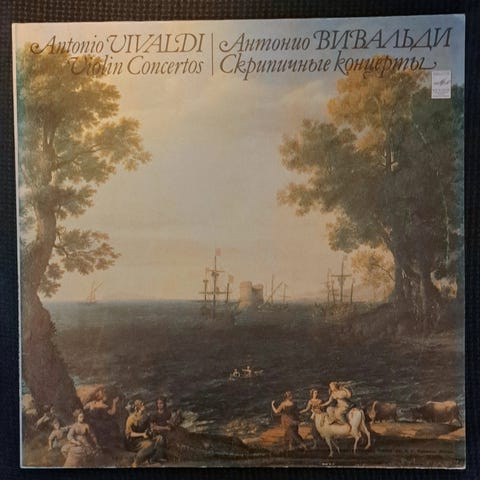 Antonio VIVALDI
Violin Concertos
Антонио ВИВАЛЬДИ
Скрипичные концерты